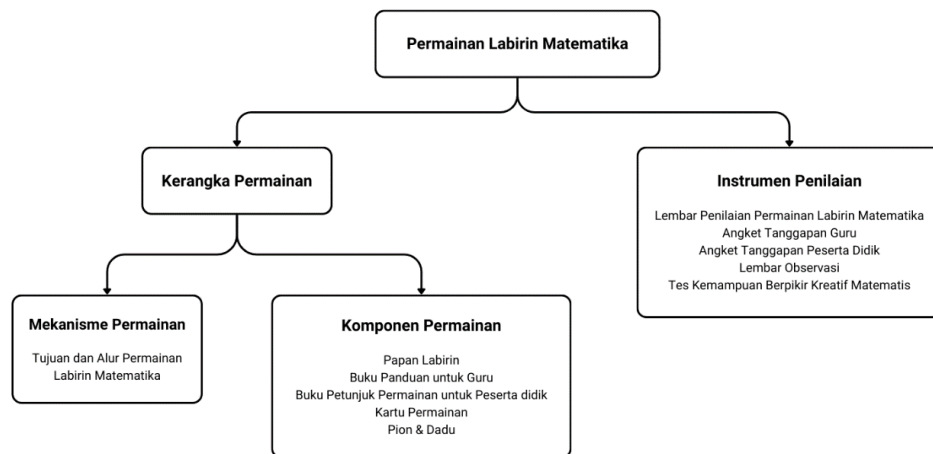 Permainan Labirin Matematika
Kerangka Permainan
Instrumen Penilaian
Lembar Penilaian Permainan Labirin Matematika
Angket Tanggapan Guru
Angket Tanggapan Peserta Didik
Lembar Observasi
Tes Kemampuan Berpikir Kreatif Matematis
Mekanisme Permainan
Tujuan dan Alur Permainan
Labirin Matematika
Komponen Permainan
Papan Labirin
Buku Panduan untuk Guru
Buku Petunjuk Permainan untuk Peserta didik
Kartu Permainan
Pion & Dadu